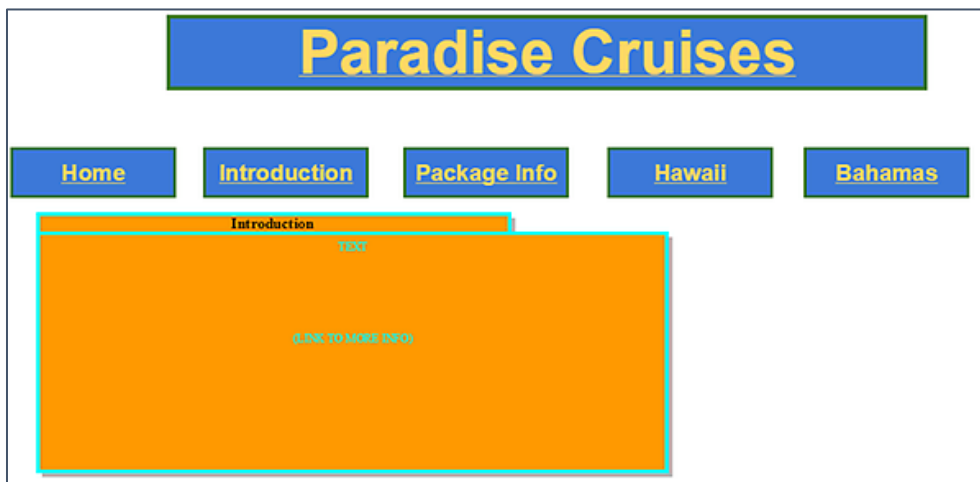 Paradise Cruises
Home Introduction Package Info Hawaii Bahamas
Introduction
TEXT
(LINK TO MORE INFO)